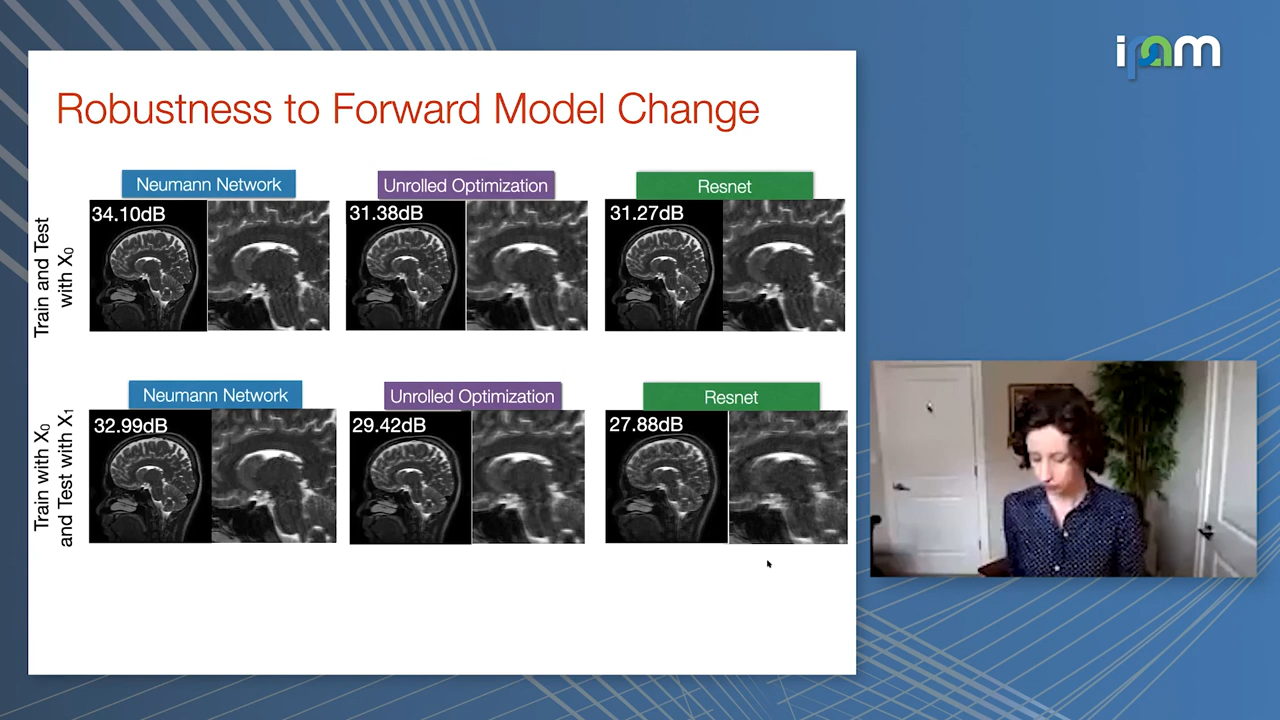 ipam
Robustness to Forward Model Change
Neumann Network
Unrolled Optimization
Resnet
Train and Test
with X₀
34.10dB
31.38dB
31.27dB
Neumann Network
Unrolled Optimization
Resnet
Train with X₀
and Test with X₁
32.99dB
29.42dB
27.88dB